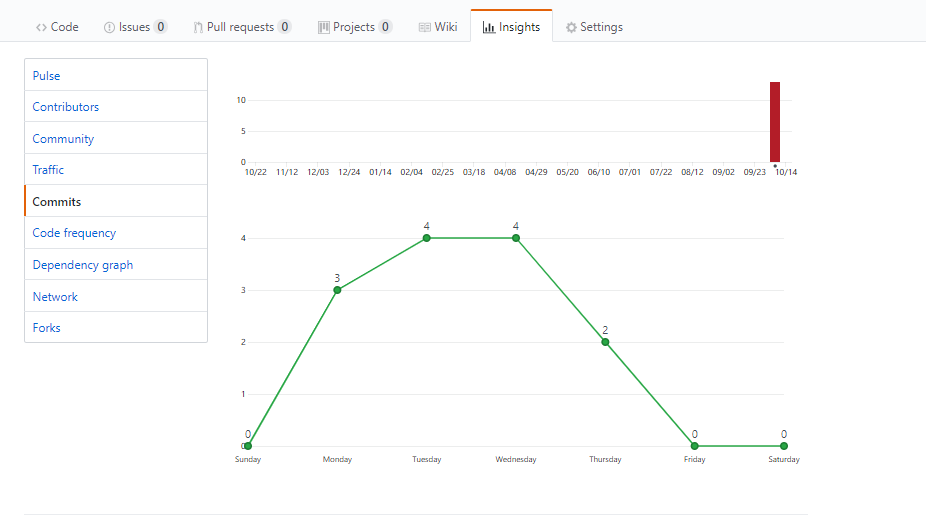 Code Issues 0 Pull requests 0 Projects 0 Wiki Insights Settings
Pulse
Contributors
Community
Traffic
Commits
Code frequency
Dependency graph
Network
Forks
10
5
0
10/22 11/12 12/03 12/24 01/14 02/04 02/25 03/18 04/08 04/29 05/20 06/10 07/01 07/22 08/12 09/02 09/23 10/14
4
3
2
1
0
0 3 4 4 2 0 0
Sunday Monday Tuesday Wednesday Thursday Friday Saturday